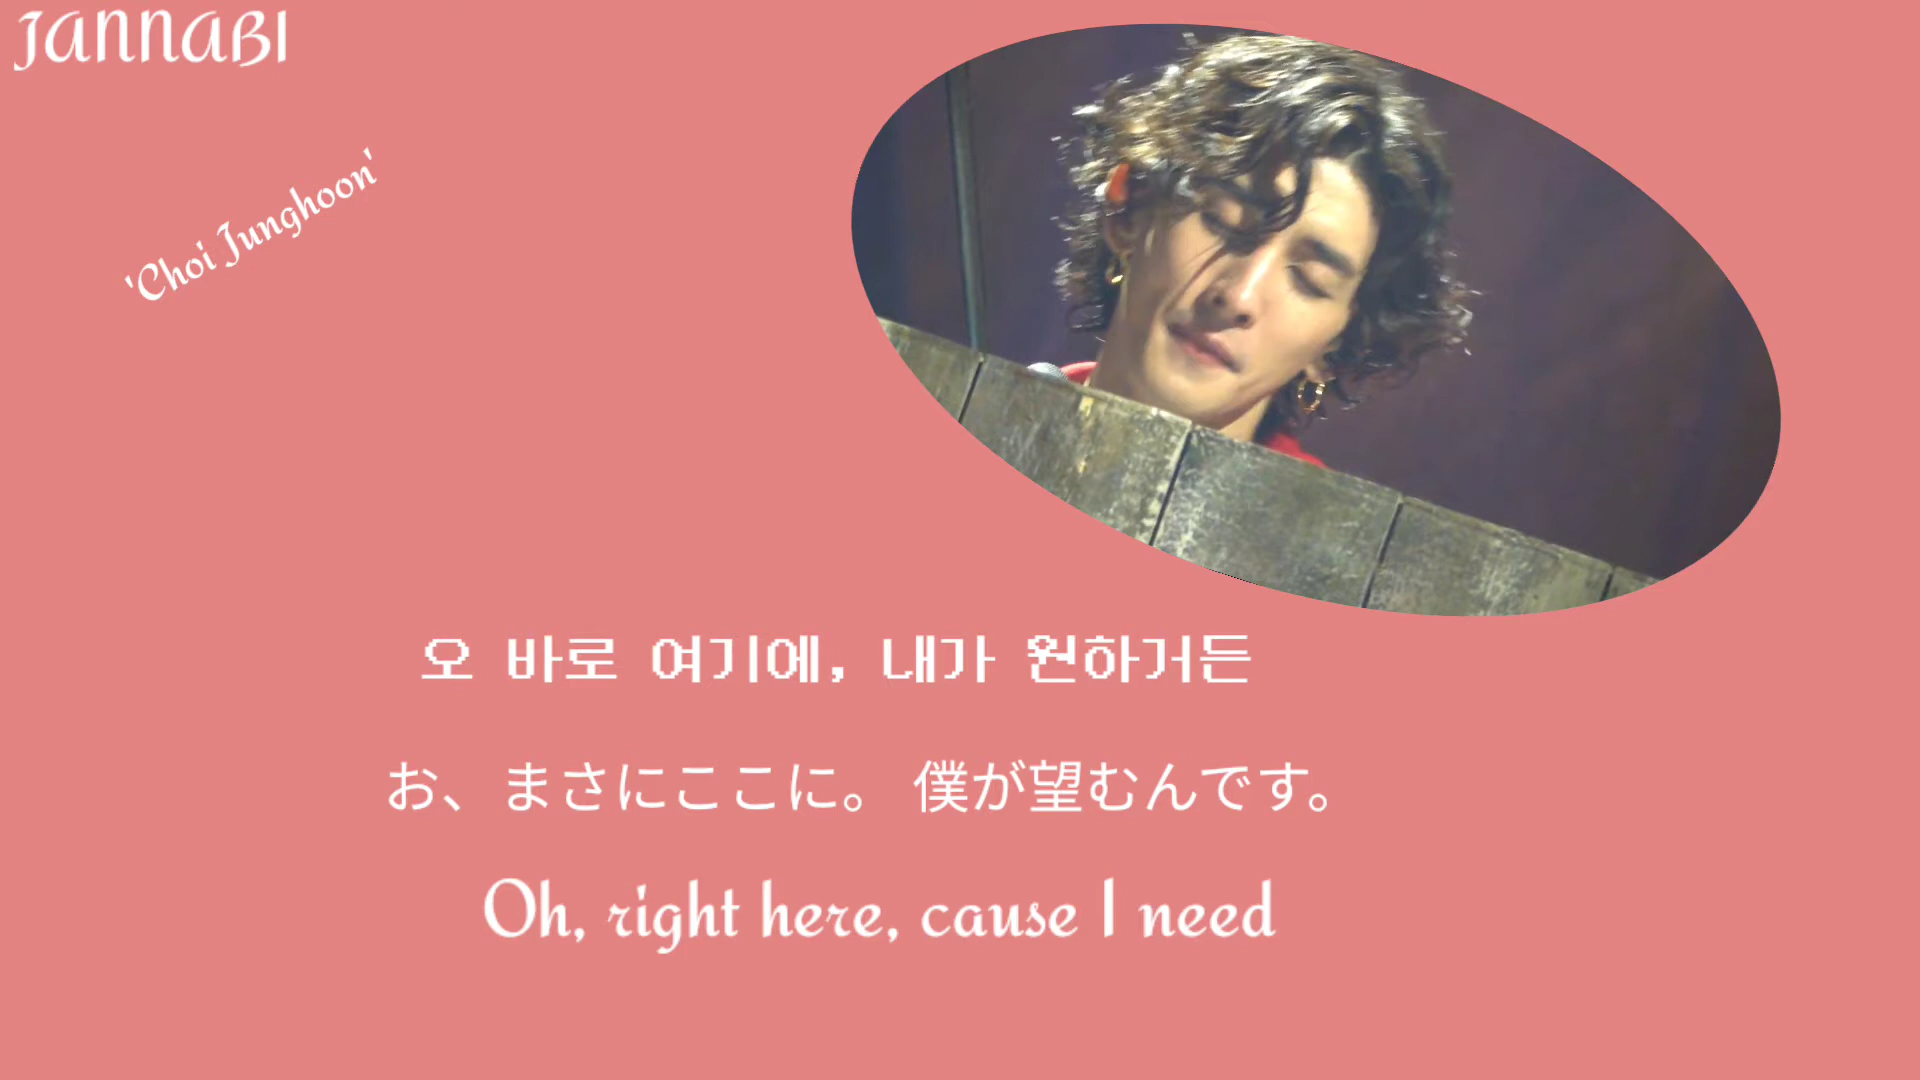 JANNABI
'Choi Junghoon'
오 바로 여기에, 내가 원하거든
お、まさにここに。 僕が望むんです。
Oh, right here, cause I need